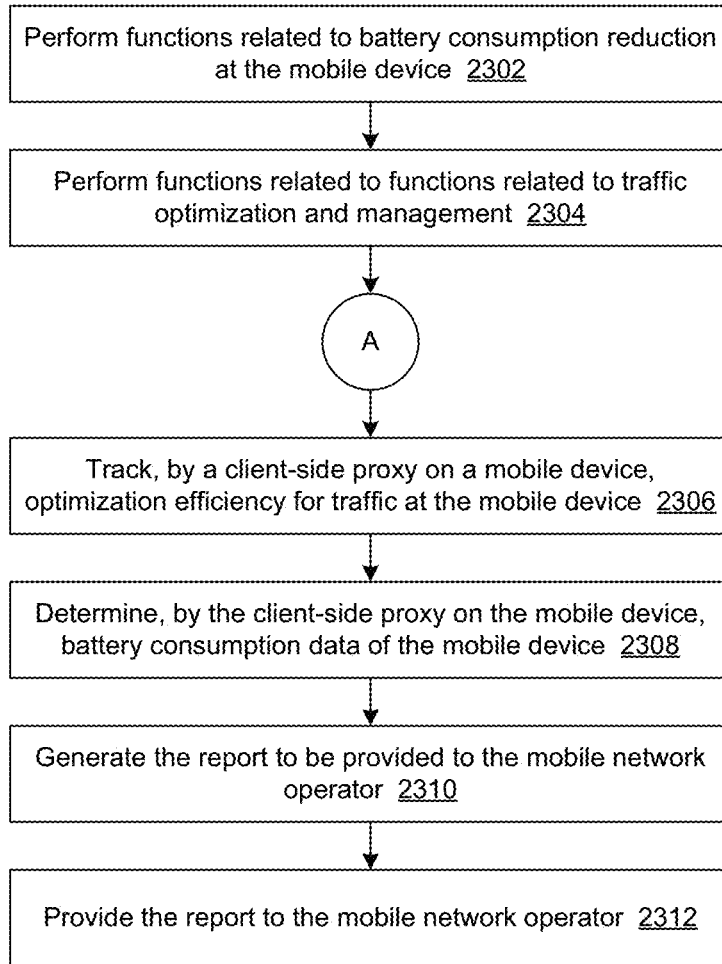 Perform functions related to battery consumption reduction
at the mobile device 2302
Perform functions related to functions related to traffic
optimization and management 2304
A
Track, by a client-side proxy on a mobile device,
optimization efficiency for traffic at the mobile device 2306
Determine, by the client-side proxy on the mobile device,
battery consumption data of the mobile device 2308
Generate the report to be provided to the mobile network
operator 2310
Provide the report to the mobile network operator 2312